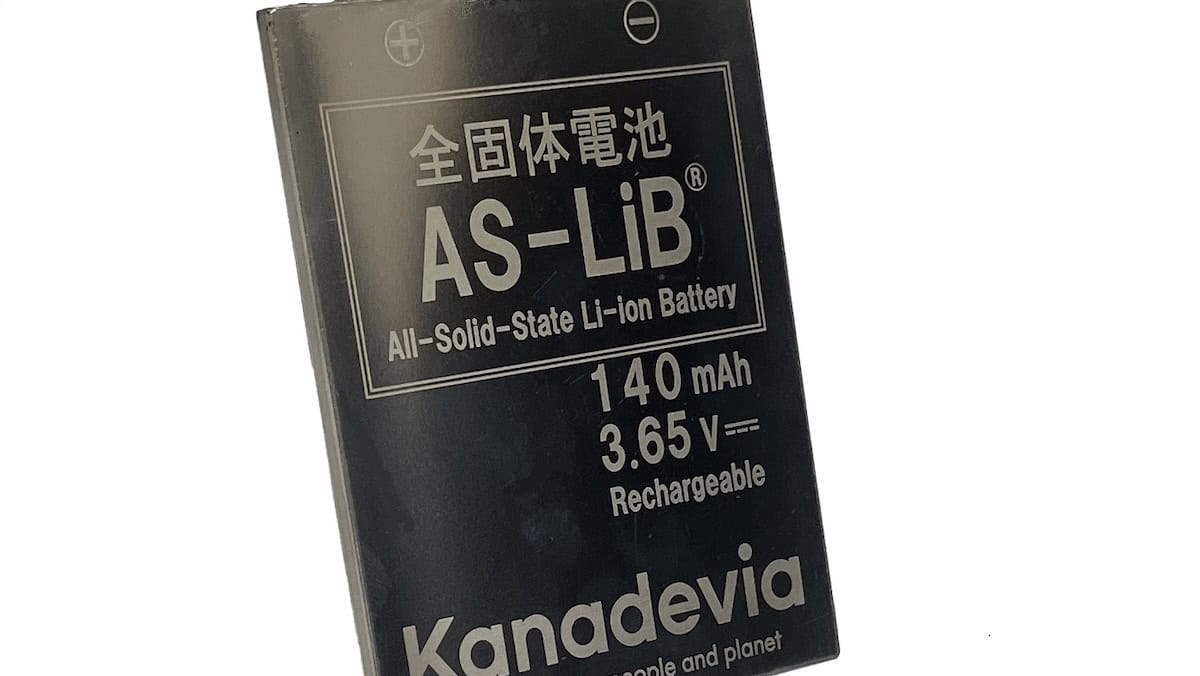 + −
全固体電池
AS-LiB®
All-Solid-State Li-ion Battery
140 mAh
3.65 V⎓
Rechargeable
Kanadevia
and planet